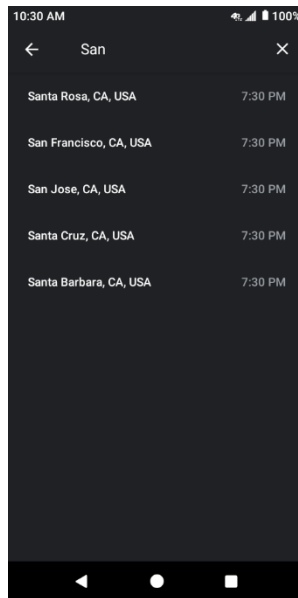 10:30 AM 100%
San
Santa Rosa, CA, USA 7:30 PM
San Francisco, CA, USA 7:30 PM
San Jose, CA, USA 7:30 PM
Santa Cruz, CA, USA 7:30 PM
Santa Barbara, CA, USA 7:30 PM